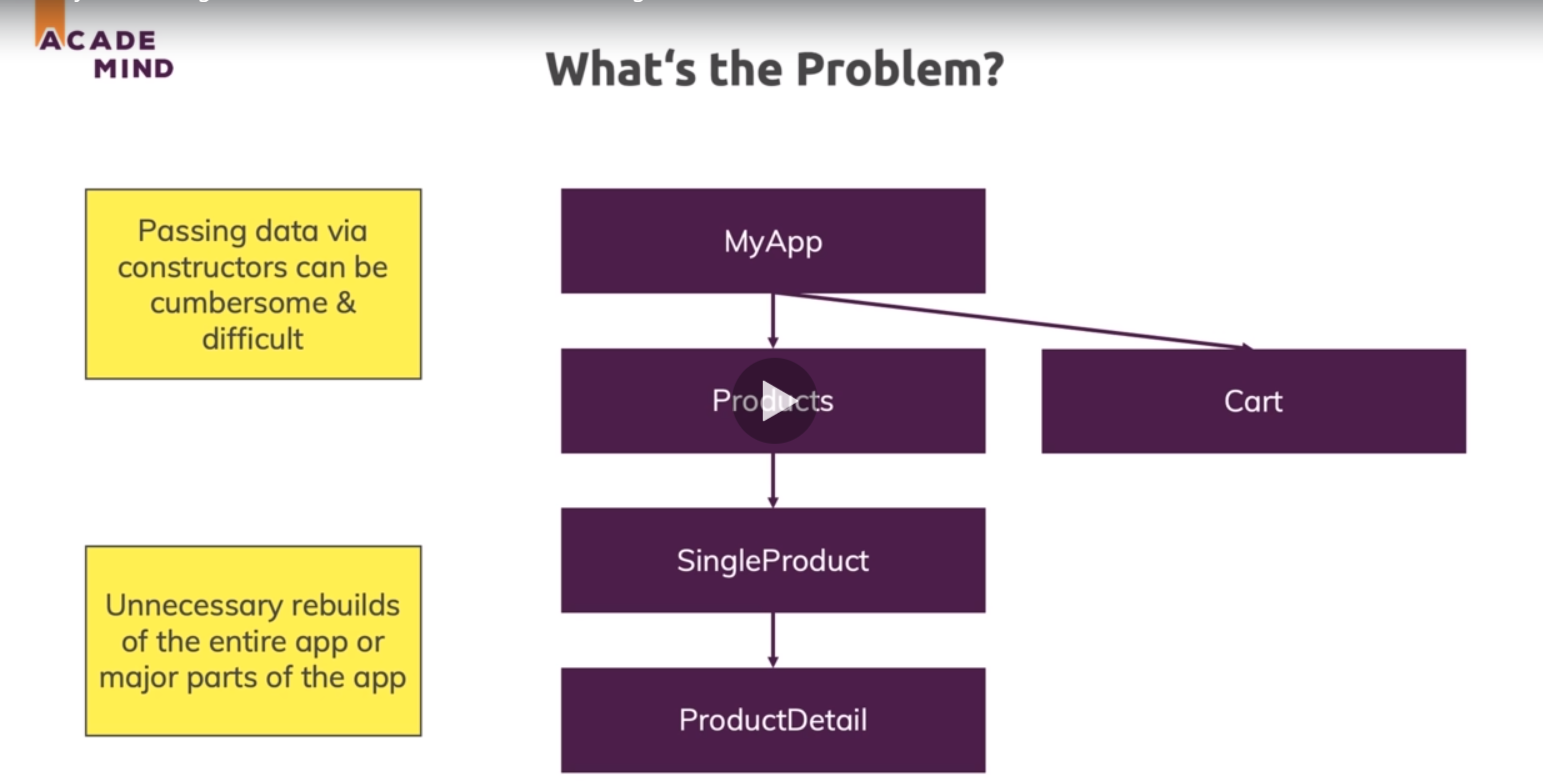 ACADE
MIND
What‘s the Problem?
Passing data via
constructors can be
cumbersome &
difficult
MyApp
Products
Cart
Unnecessary rebuilds
of the entire app or
major parts of the app
SingleProduct
ProductDetail